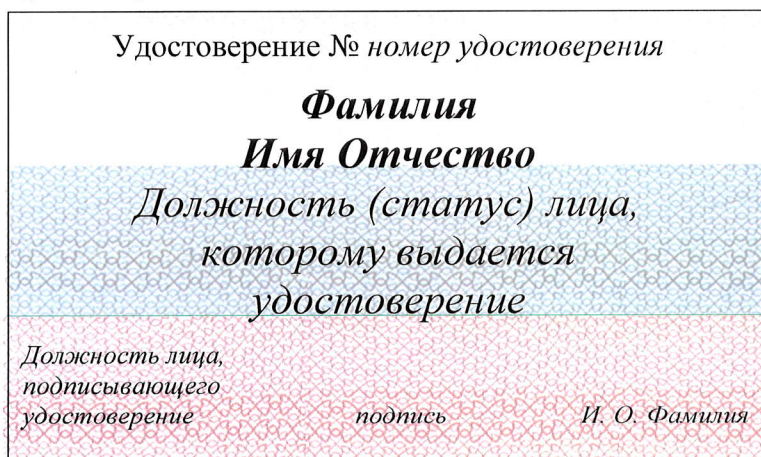 Удостоверение № номер удостоверения
Фамилия
Имя Отчество
Должность (статус) лица,
которому выдается
удостоверение
Должность лица,
подписывающего
удостоверение подпись И. О. Фамилия